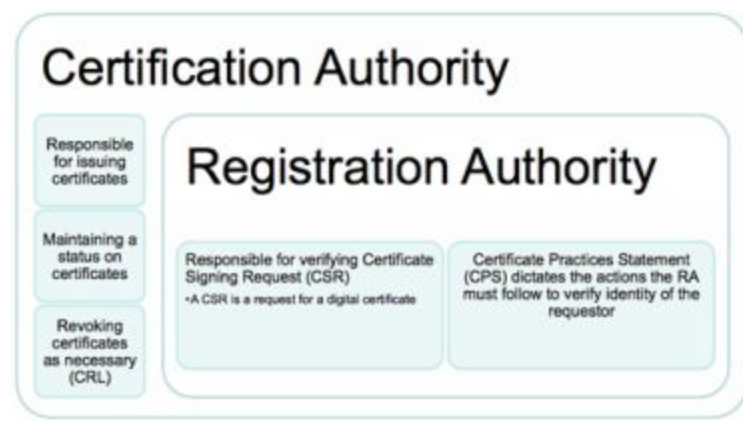 Certification Authority
Responsible
for issuing
certificates
Maintaining a
status on
certificates
Revoking
certificates
as necessary
(CRL)
Registration Authority
Responsible for verifying Certificate
Signing Request (CSR)
•A CSR is a request for a digital certificate
Certificate Practices Statement
(CPS) dictates the actions the RA
must follow to verify identity of the
requestor